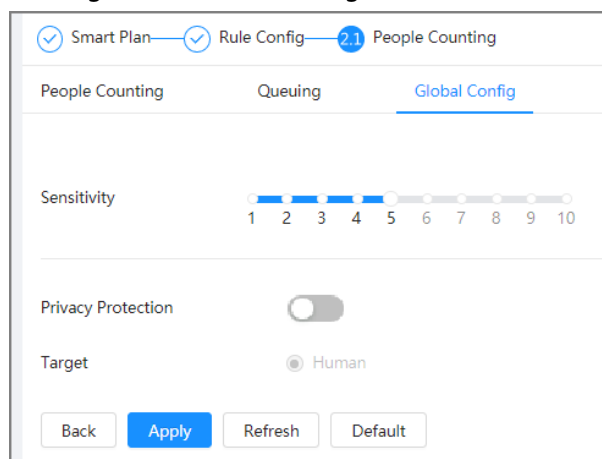 Smart Plan Rule Config 2.1 People Counting
People Counting Queuing Global Config
Sensitivity
1 2 3 4 5 6 7 8 9 10
Privacy Protection
Target Human
Back Apply Refresh Default